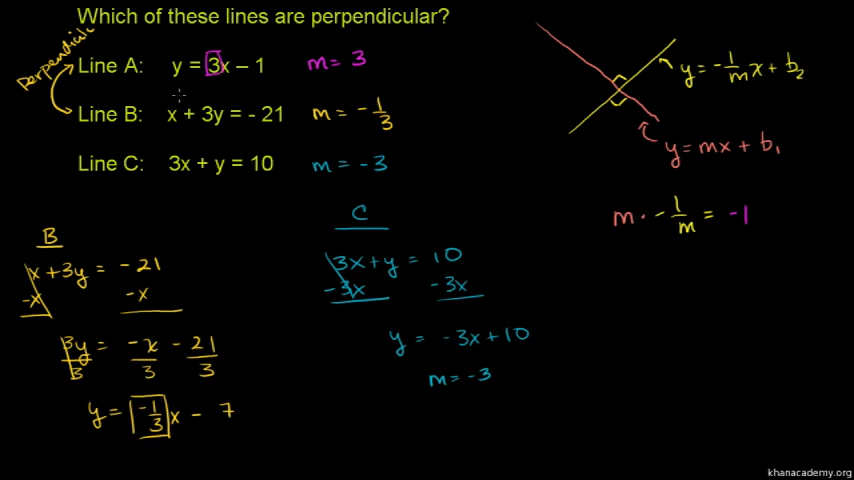 Which of these lines are perpendicular?
perpendicular
Line A: y = 3x – 1 m = 3
Line B: x + 3y = - 21 m = - 1/3
Line C: 3x + y = 10 m = -3
y = - 1/m x + b₂
y = mx + b₁
m · - 1/m = -1
B
x + 3y = -21
-x -x
3y/3 = -x/3 - 21/3
y = -1/3 x - 7
C
3x + y = 10
-3x -3x
y = -3x + 10
m = -3
khanacademy.org